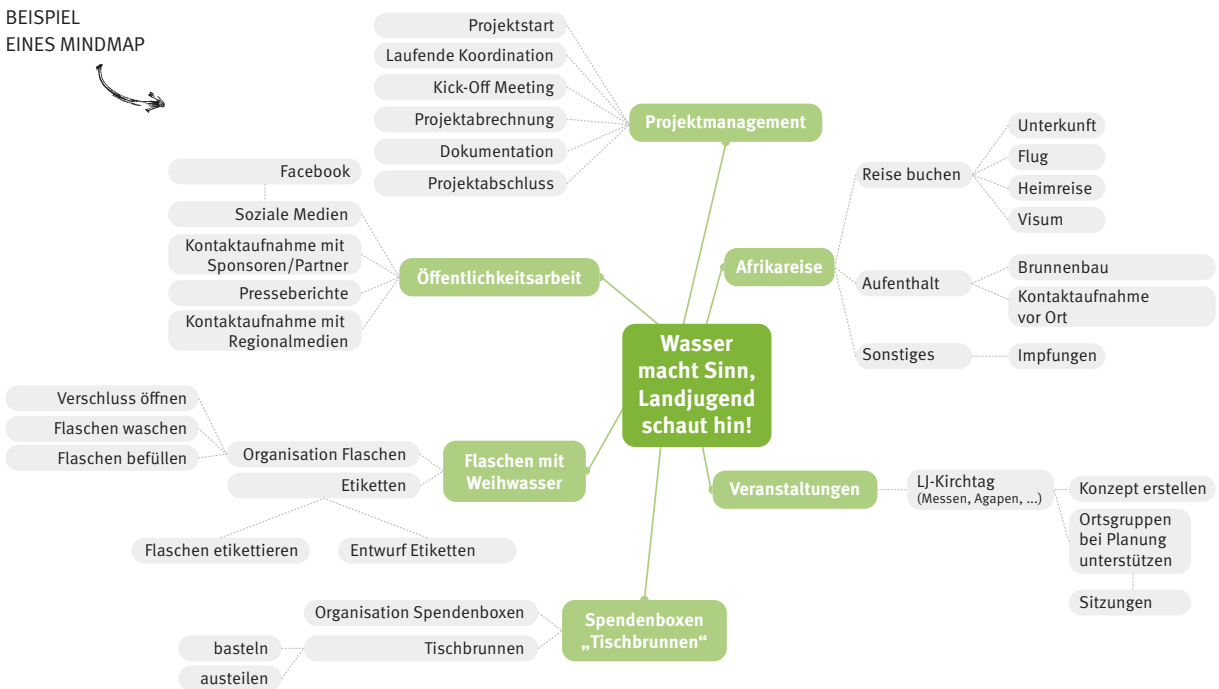 BEISPIEL
EINES MINDMAP
Projektstart
Laufende Koordination
Kick-Off Meeting
Projektabrechnung
Dokumentation
Projektabschluss
Projektmanagement
Facebook
Soziale Medien
Kontaktaufnahme mit
Sponsoren/Partner
Presseberichte
Kontaktaufnahme mit
Regionalmedien
Öffentlichkeitsarbeit
Afrikareise
Reise buchen
Unterkunft
Flug
Heimreise
Visum
Aufenthalt
Brunnenbau
Kontaktaufnahme
vor Ort
Sonstiges
Impfungen
Wasser
macht Sinn,
Landjugend
schaut hin!
Verschluss öffnen
Flaschen waschen
Flaschen befüllen
Organisation Flaschen
Etiketten
Flaschen etikettieren
Entwurf Etiketten
Flaschen mit
Weihwasser
Veranstaltungen
LJ-Kirchtag
(Messen, Agapen, ...)
Konzept erstellen
Ortsgruppen
bei Planung
unterstützen
Sitzungen
Organisation Spendenboxen
Tischbrunnen
basteln
austeilen
Spendenboxen
„Tischbrunnen“